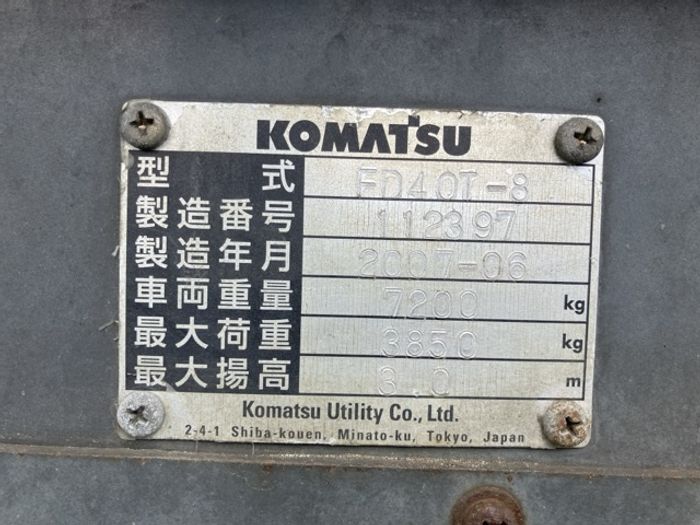 KOMATSU
型式 FD40T-8
製造番号 112397
製造年月 2007-06
車両重量 7200 kg
最大荷重 3850 kg
最大揚高 3.0 m
Komatsu Utility Co., Ltd.
2-4-1 Shiba-kouen, Minato-ku, Tokyo, Japan